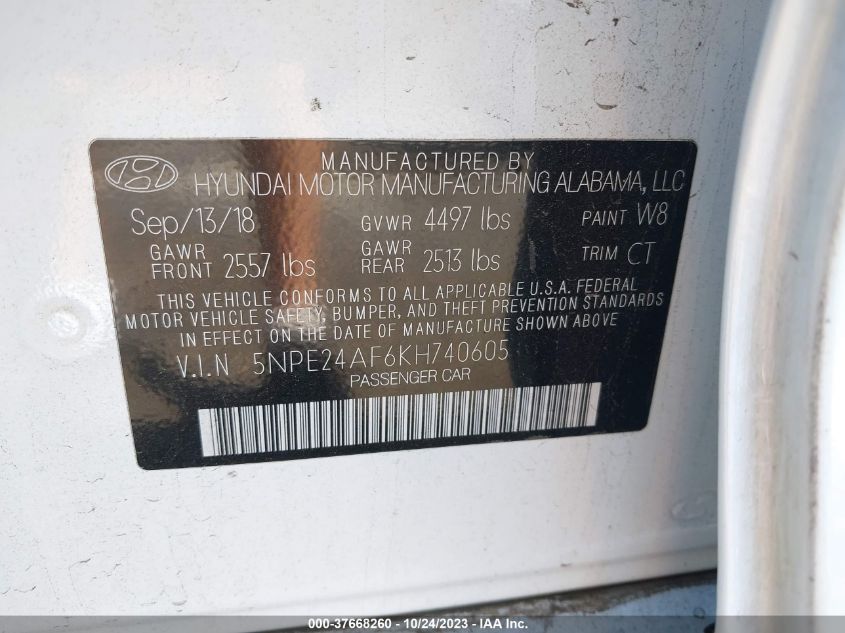 MANUFACTURED BY
HYUNDAI MOTOR MANUFACTURING ALABAMA, LLC
Sep/13/18 GVWR 4497 lbs PAINT W8
GAWR FRONT 2557 lbs GAWR REAR 2513 lbs TRIM CT
THIS VEHICLE CONFORMS TO ALL APPLICABLE U.S.A. FEDERAL
MOTOR VEHICLE SAFETY, BUMPER, AND THEFT PREVENTION STANDARDS
IN EFFECT ON THE DATE OF MANUFACTURE SHOWN ABOVE
V.I.N 5NPE24AF6KH740605
PASSENGER CAR
000-37668260 - 10/24/2023 - IAA Inc.